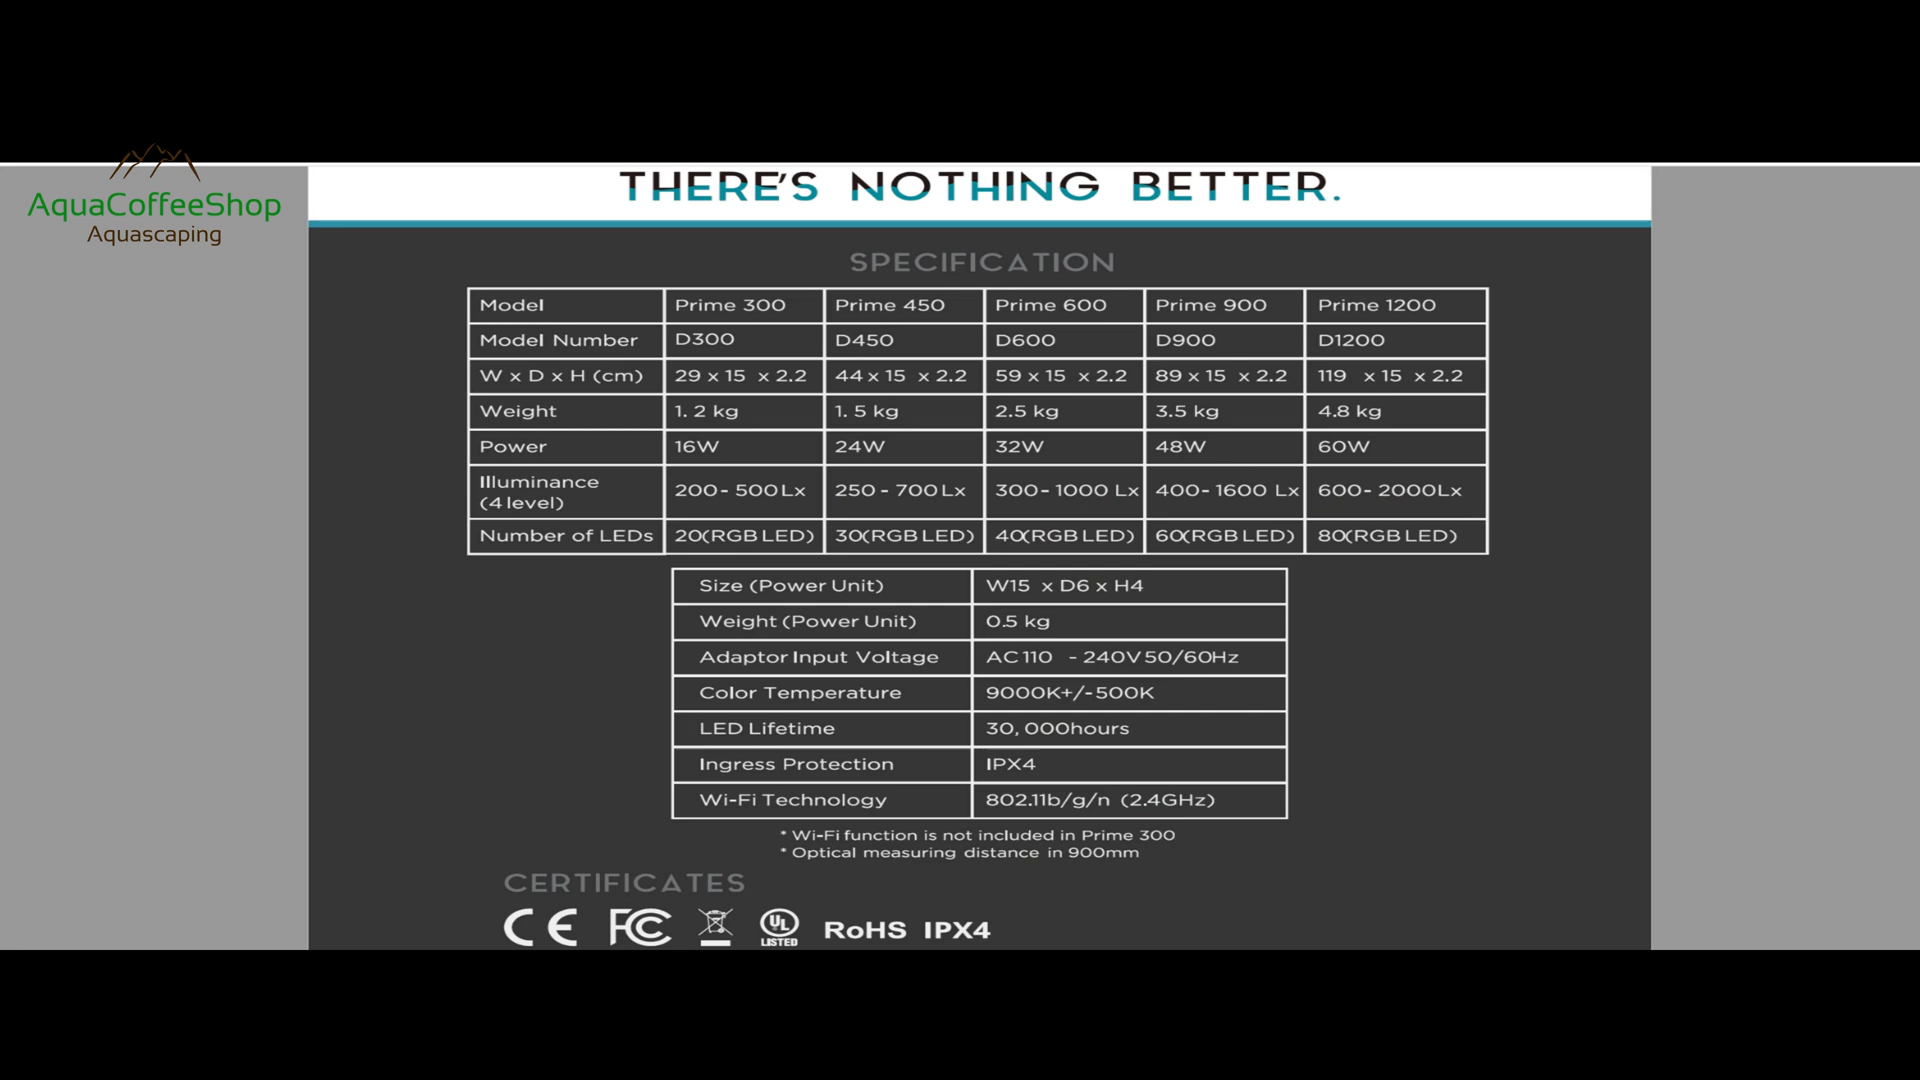 AquaCoffeeShop
Aquascaping
THERE'S NOTHING BETTER.
SPECIFICATION
Model Prime 300 Prime 450 Prime 600 Prime 900 Prime 1200
Model Number D300 D450 D600 D900 D1200
W x D x H (cm) 29 x 15 x 2.2 44 x 15 x 2.2 59 x 15 x 2.2 89 x 15 x 2.2 119 x 15 x 2.2
Weight 1. 2 kg 1. 5 kg 2.5 kg 3.5 kg 4.8 kg
Power 16W 24W 32W 48W 60W
Illuminance
(4 level) 200- 500Lx 250 - 700Lx 300- 1000 Lx 400- 1600 Lx 600- 2000Lx
Number of LEDs 20(RGB LED) 30(RGB LED) 40(RGB LED) 60(RGB LED) 80(RGB LED)
Size (Power Unit) W15 x D6 x H4
Weight (Power Unit) 0.5 kg
Adaptor Input Voltage AC110 - 240V 50/60Hz
Color Temperature 9000K+/-500K
LED Lifetime 30, 000hours
Ingress Protection IPX4
Wi-Fi Technology 802.11b/g/n (2.4GHz)
* Wi-Fi function is not included in Prime 300
* Optical measuring distance in 900mm
CERTIFICATES
CE FC UL LISTED RoHS IPX4